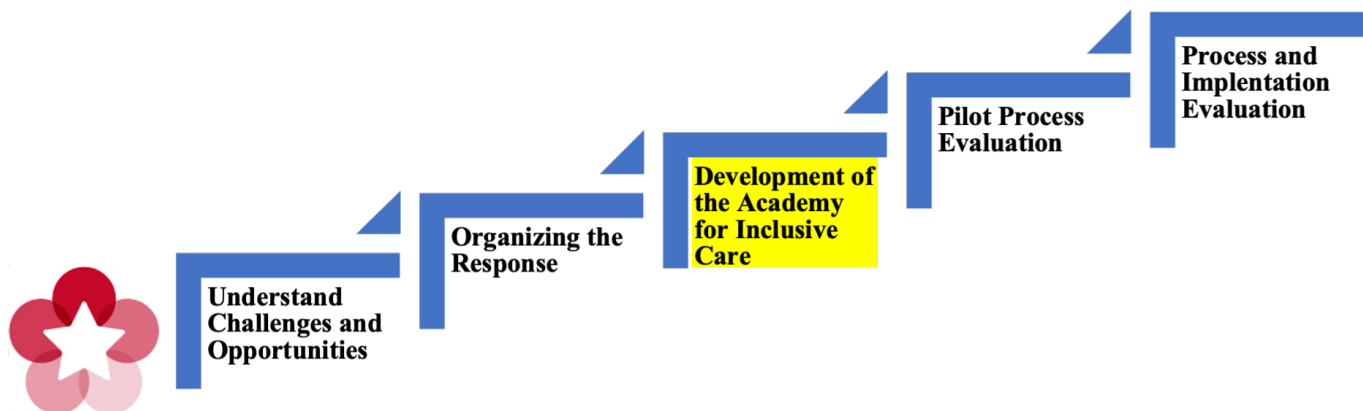 Understand
Challenges and
Opportunities
Organizing the
Response
Development of
the Academy
for Inclusive
Care
Pilot Process
Evaluation
Process and
Implentation
Evaluation